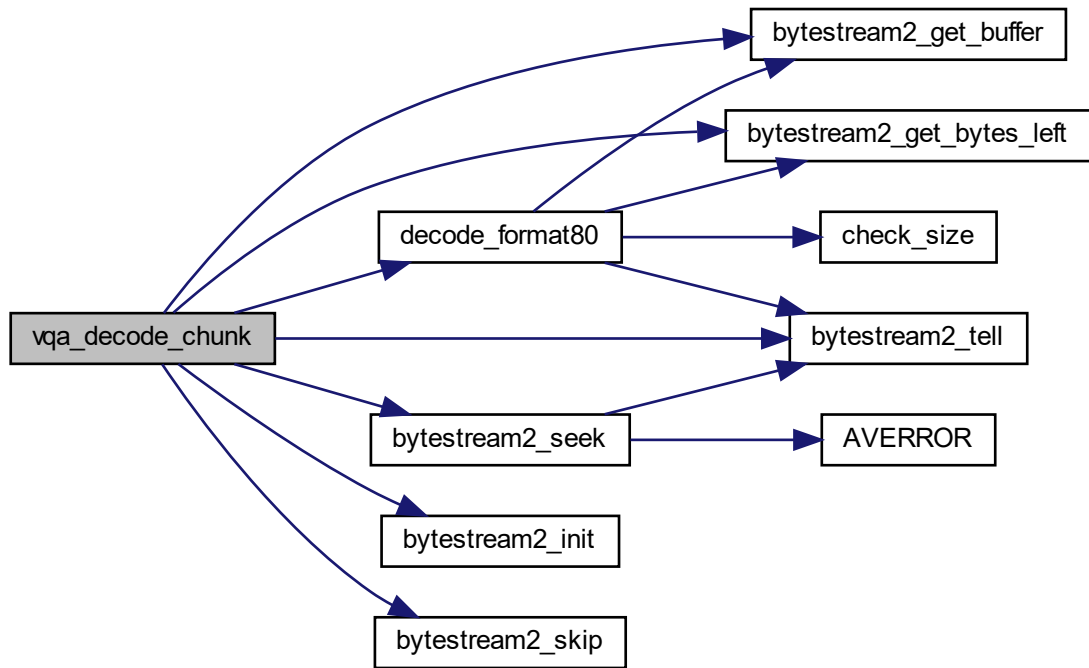 bytestream2_get_buffer
bytestream2_get_bytes_left
decode_format80
check_size
vqa_decode_chunk
bytestream2_tell
bytestream2_seek
AVERROR
bytestream2_init
bytestream2_skip